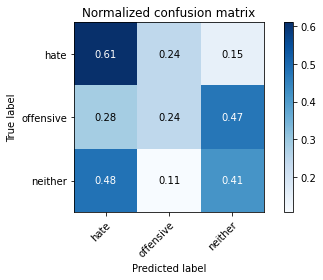 Normalized confusion matrix
True label
hate 0.61 0.24 0.15
offensive 0.28 0.24 0.47
neither 0.48 0.11 0.41
hate offensive neither
Predicted label
0.6
0.5
0.4
0.3
0.2